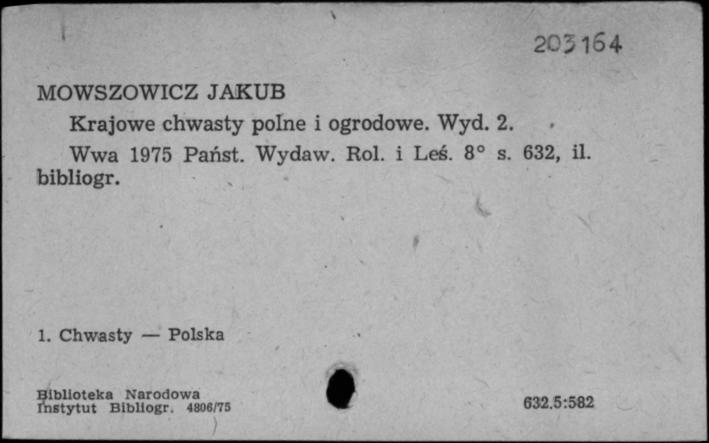 203164
MOWSZOWICZ JAKUB
Krajowe chwasty polne i ogrodowe. Wyd. 2.
Wwa 1975 Państ. Wydaw. Rol. i Leś. 8° s. 632, il.
bibliogr.
1. Chwasty — Polska
Biblioteka Narodowa
Instytut Bibliogr. 4806/75
632.5:582